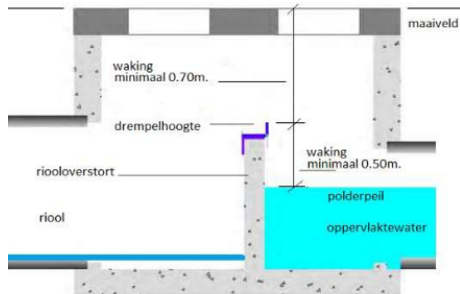 maaiveld
waking
minimaal 0.70m.
drempelhoogte
waking
minimaal 0.50m.
riooloverstort
polderpeil
riool
oppervlaktewater